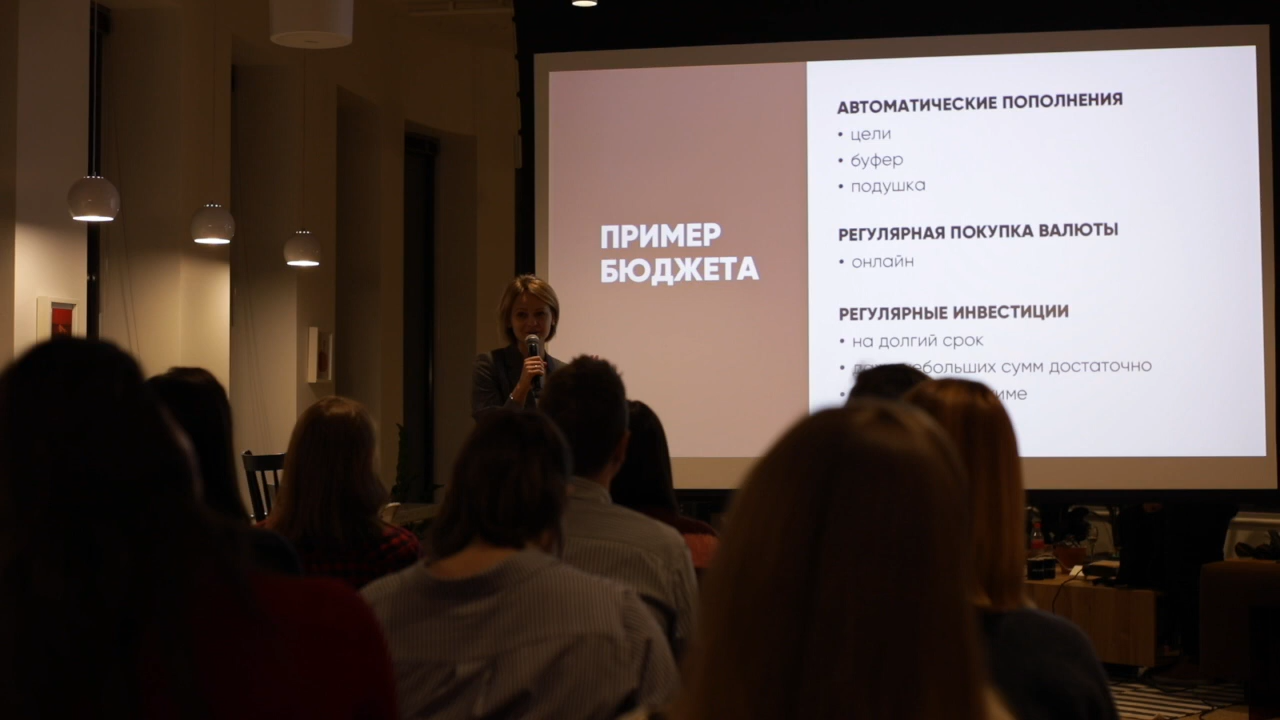 ПРИМЕР
БЮДЖЕТА
АВТОМАТИЧЕСКИЕ ПОПОЛНЕНИЯ
• цели
• буфер
• подушка
РЕГУЛЯРНАЯ ПОКУПКА ВАЛЮТЫ
• онлайн
РЕГУЛЯРНЫЕ ИНВЕСТИЦИИ
• на долгий срок
• небольших сумм достаточно